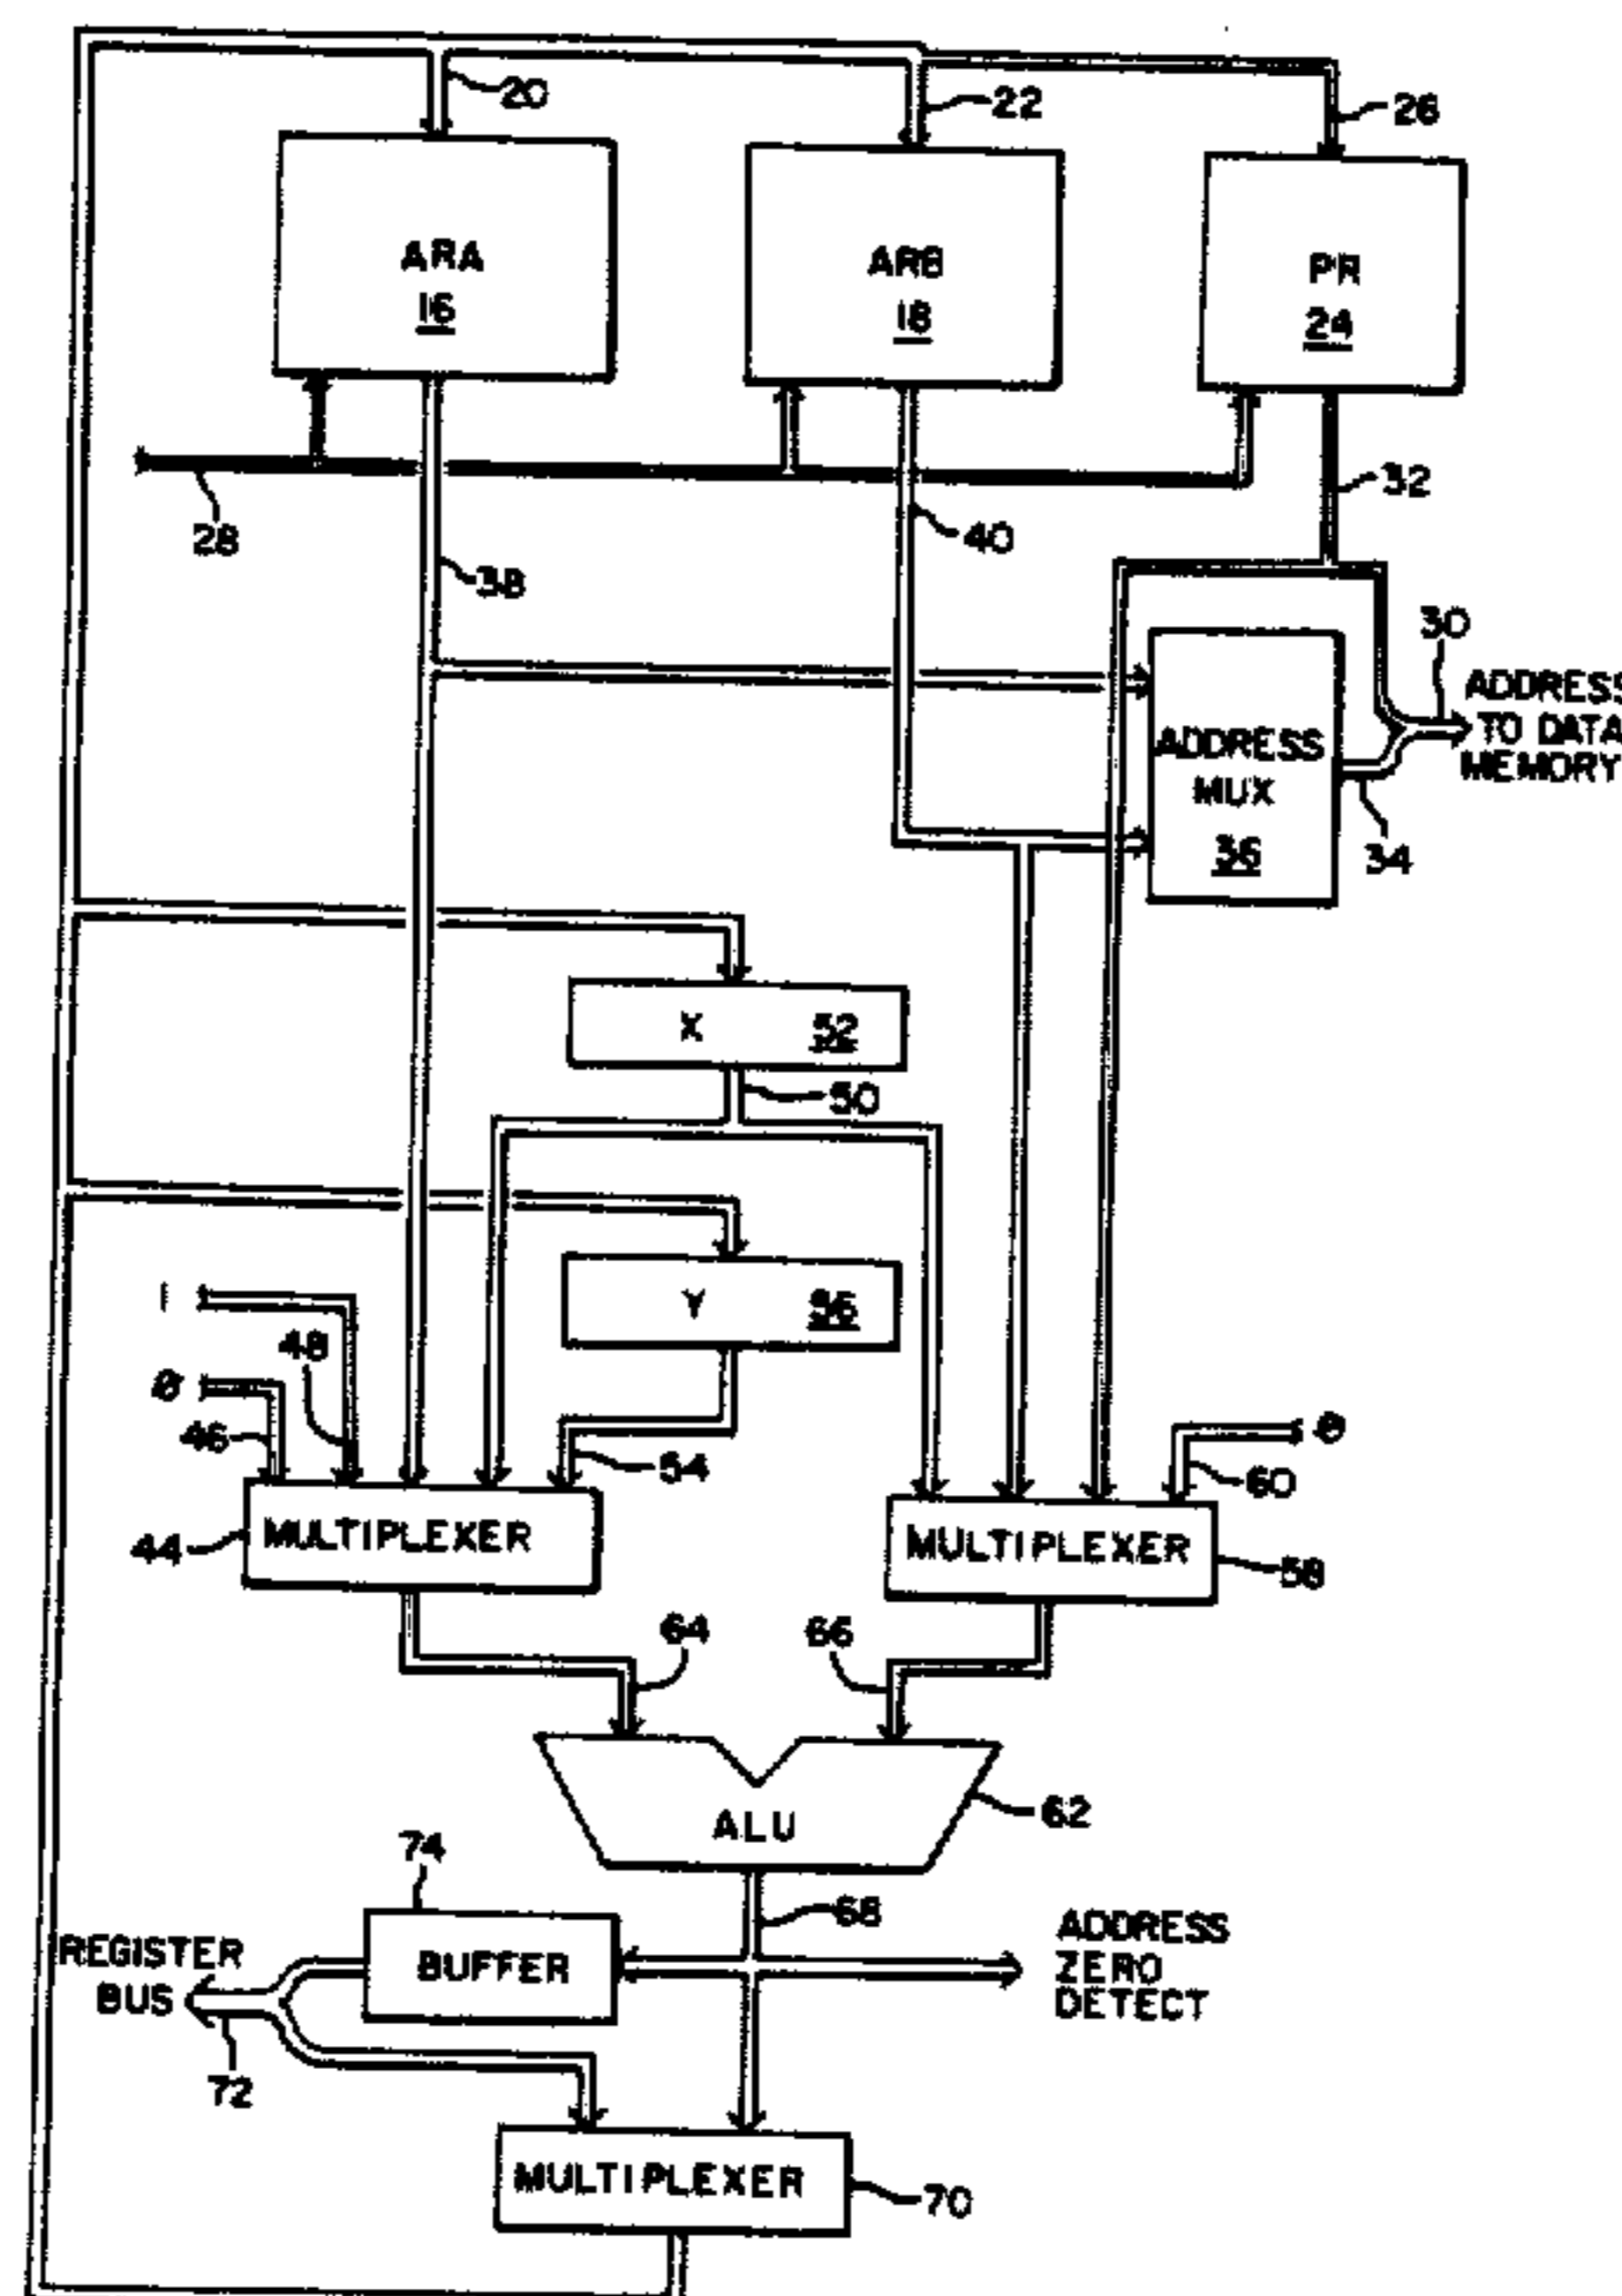 20
22
26
ARA
16
ARB
18
PR
24
28
38
40
32
30
ADDRESS
TO DATA
MEMORY
ADDRESS
MUX
36
34
X 52
50
1
48
Y 56
0
46
54
0
60
44
MULTIPLEXER
MULTIPLEXER
58
64
66
ALU
62
74
68
REGISTER
BUS
BUFFER
ADDRESS
ZERO
DETECT
72
MULTIPLEXER
70